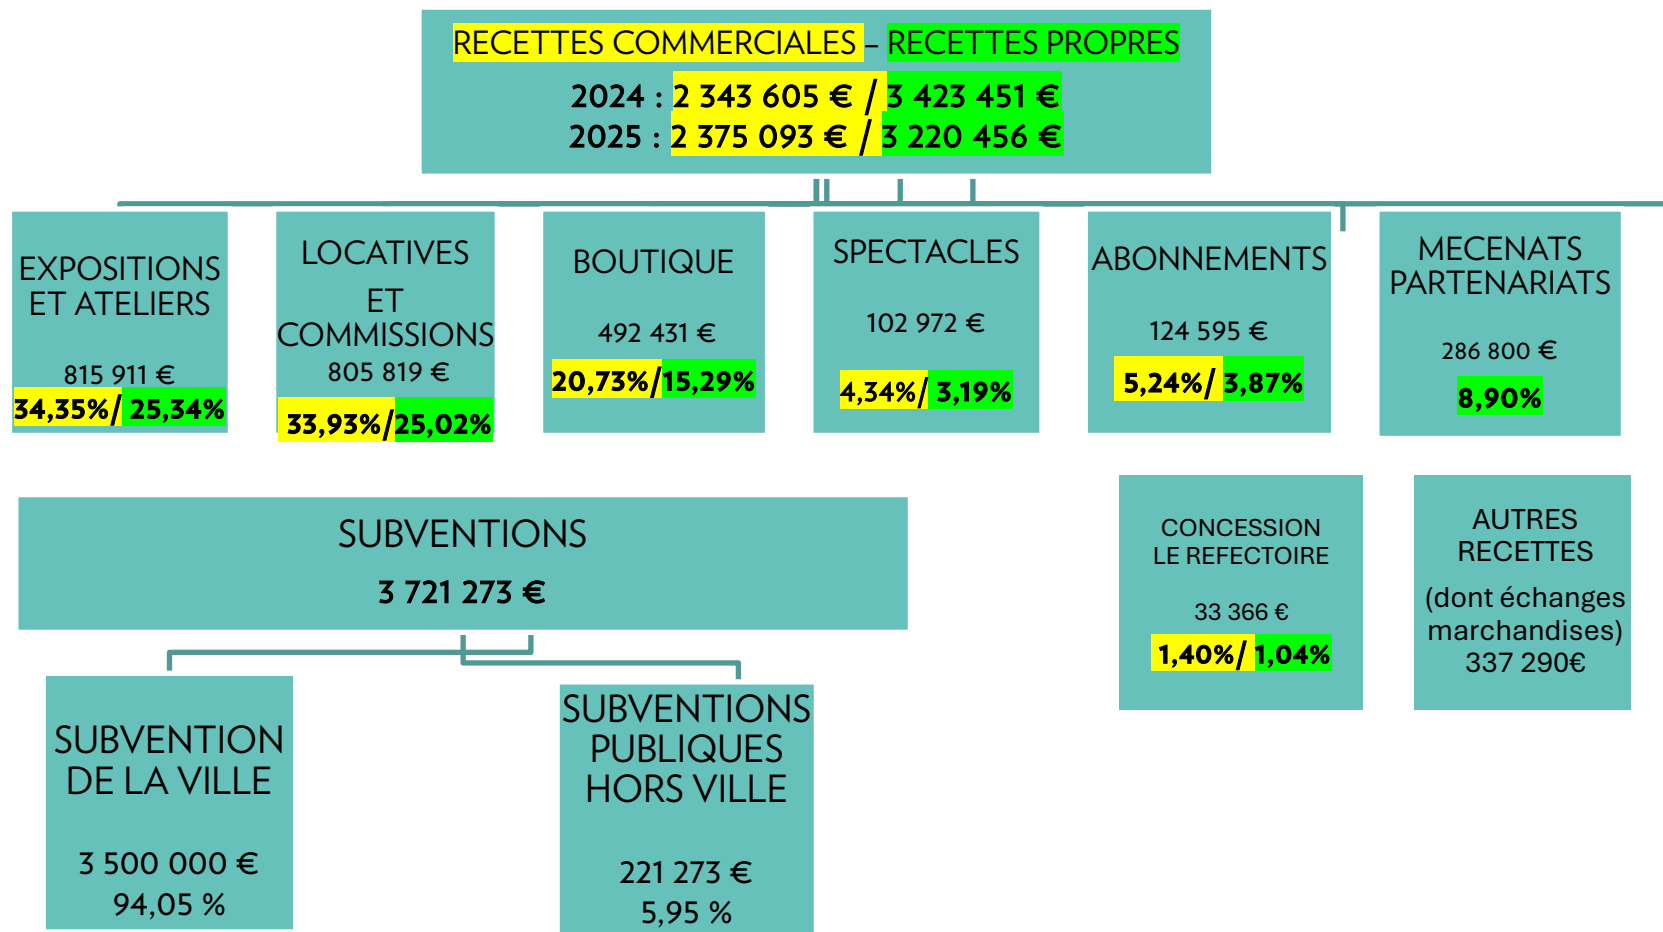 RECETTES COMMERCIALES – RECETTES PROPRES
2024 : 2 343 605 € / 3 423 451 €
2025 : 2 375 093 € / 3 220 456 €
EXPOSITIONS
ET ATELIERS
815 911 €
34,35%/ 25,34%
LOCATIVES
ET
COMMISSIONS
805 819 €
33,93%/25,02%
BOUTIQUE
492 431 €
20,73%/15,29%
SPECTACLES
102 972 €
4,34%/ 3,19%
ABONNEMENTS
124 595 €
5,24%/ 3,87%
MECENATS
PARTENARIATS
286 800 €
8,90%
SUBVENTIONS
3 721 273 €
CONCESSION
LE REFECTOIRE
33 366 €
1,40%/ 1,04%
AUTRES
RECETTES
(dont échanges
marchandises)
337 290€
SUBVENTION
DE LA VILLE
3 500 000 €
94,05 %
SUBVENTIONS
PUBLIQUES
HORS VILLE
221 273 €
5,95 %